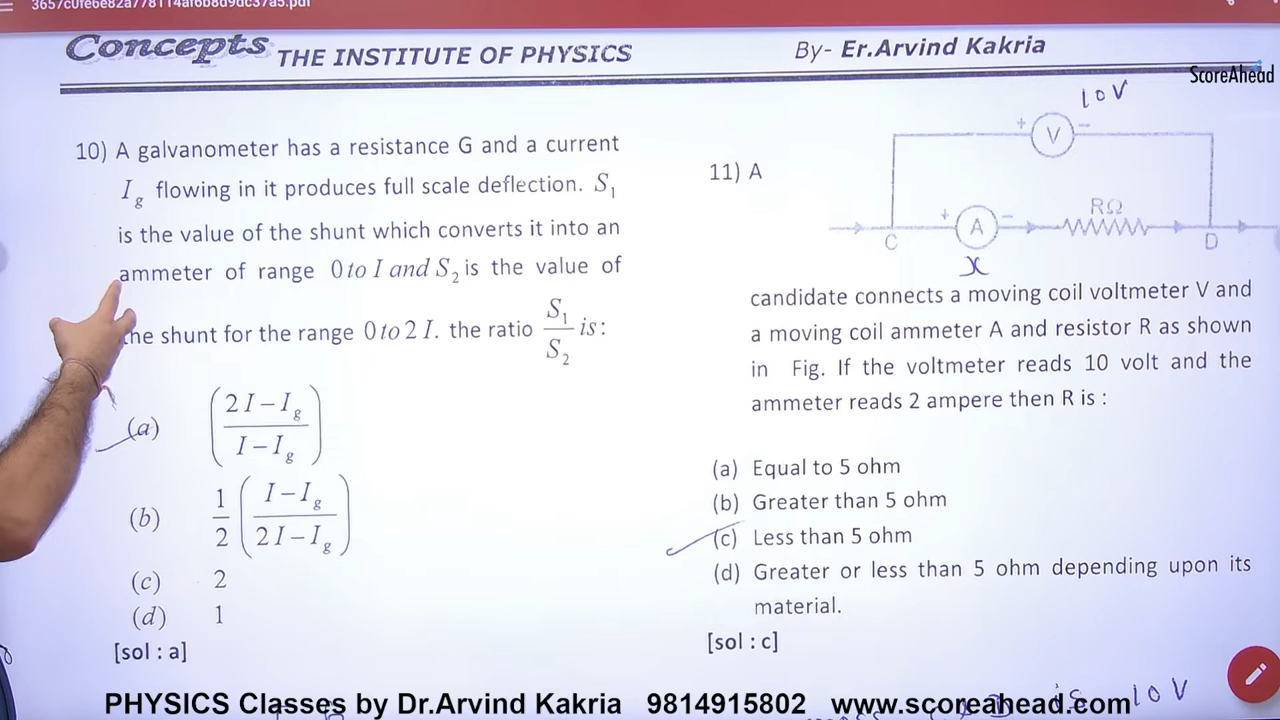 3657c0fe6e82a778114af6b8d9dc37a5.pdf
Concepts THE INSTITUTE OF PHYSICS
By- Er.Arvind Kakria
ScoreAhead
10) A galvanometer has a resistance G and a current
I_g flowing in it produces full scale deflection. S_1
is the value of the shunt which converts it into an
ammeter of range 0 to I and S_2 is the value of
the shunt for the range 0 to 2 I. the ratio S_1/S_2 is:
(a) ((2I – I_g)/(I – I_g))
(b) 1/2 ((I – I_g)/(2I – I_g))
(c) 2
(d) 1
[sol : a]
10V
+ V -
11) A
+ A - RΩ
C D
x
candidate connects a moving coil voltmeter V and
a moving coil ammeter A and resistor R as shown
in Fig. If the voltmeter reads 10 volt and the
ammeter reads 2 ampere then R is :
(a) Equal to 5 ohm
(b) Greater than 5 ohm
(c) Less than 5 ohm
(d) Greater or less than 5 ohm depending upon its
material.
[sol : c]
is 10V
PHYSICS Classes by Dr.Arvind Kakria 9814915802 www.scoreahead.com